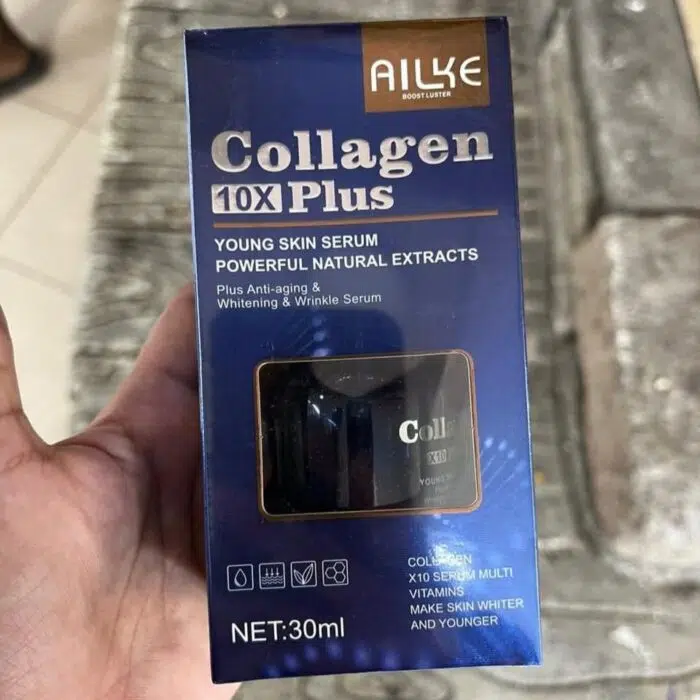 AILKE
BOOST LUSTER
Collagen
10X Plus
YOUNG SKIN SERUM
POWERFUL NATURAL EXTRACTS
Plus Anti-aging &
Whitening & Wrinkle Serum
Coll
X10
YOUNG
COLLAGEN
X10 SERUM MULTI
VITAMINS
MAKE SKIN WHITER
AND YOUNGER
NET:30ml